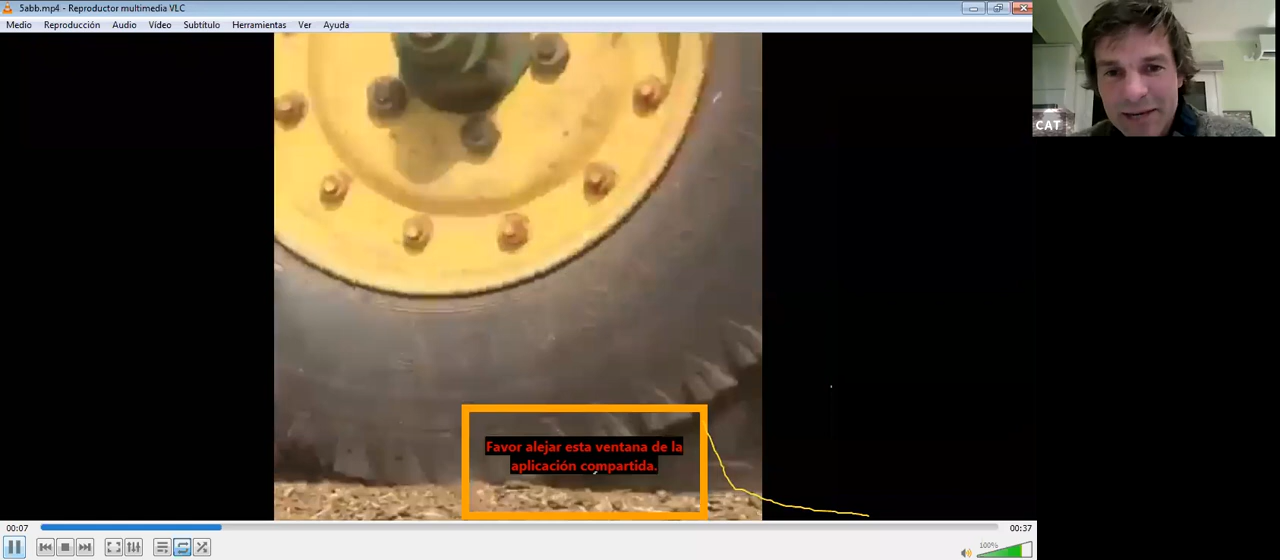 5abb.mp4 - Reproductor multimedia VLC
Medio Reproducción Audio Vídeo Subtítulo Herramientas Ver Ayuda
CAT
Favor alejar esta ventana de la
aplicación compartida.
00:07
00:37
100%